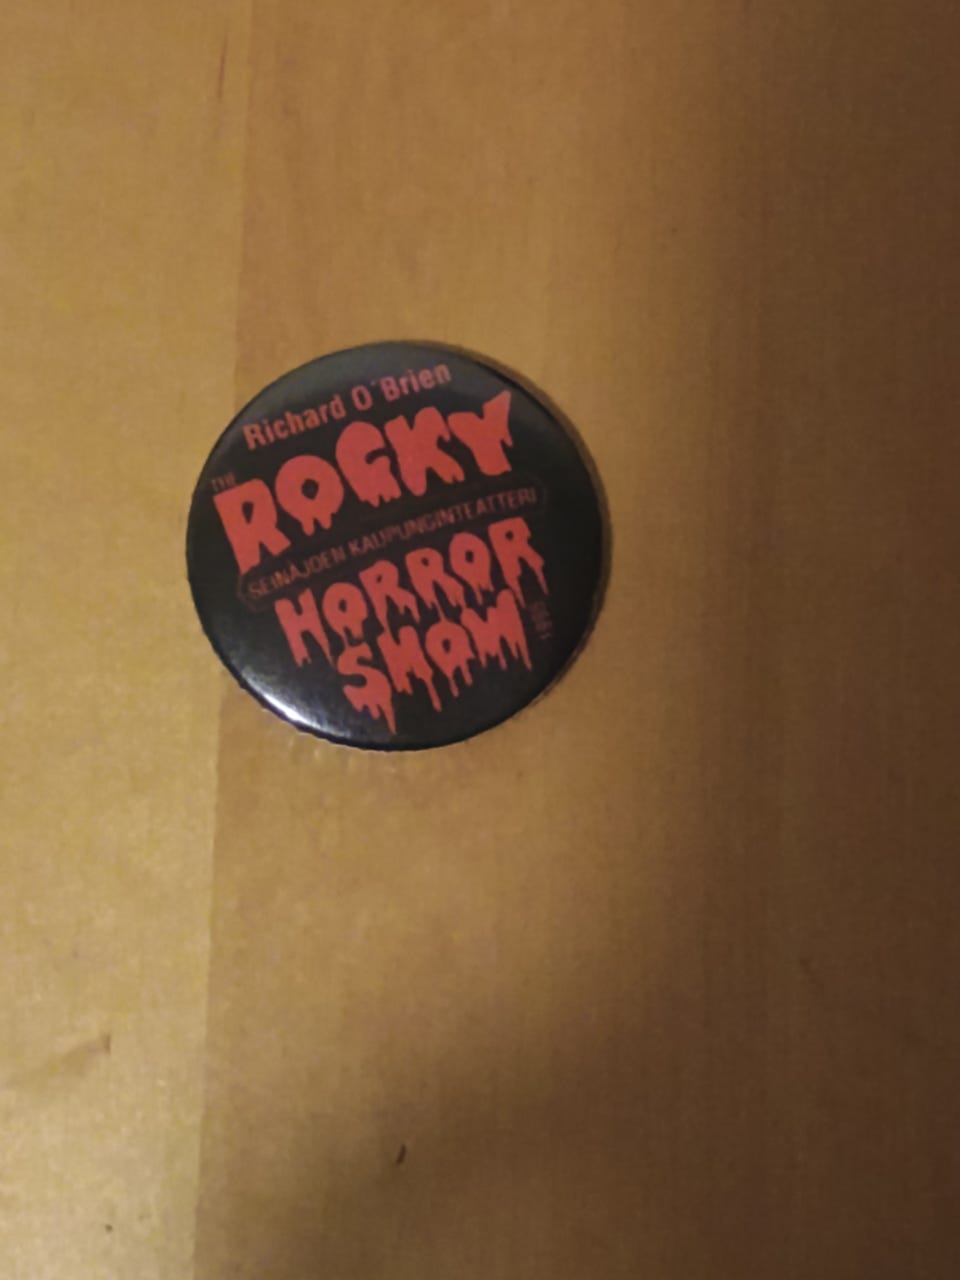 Richard O´Brien
THE
ROCKY
SEINÄJOEN KAUPUNGINTEATTERI
HORROR
SHOW